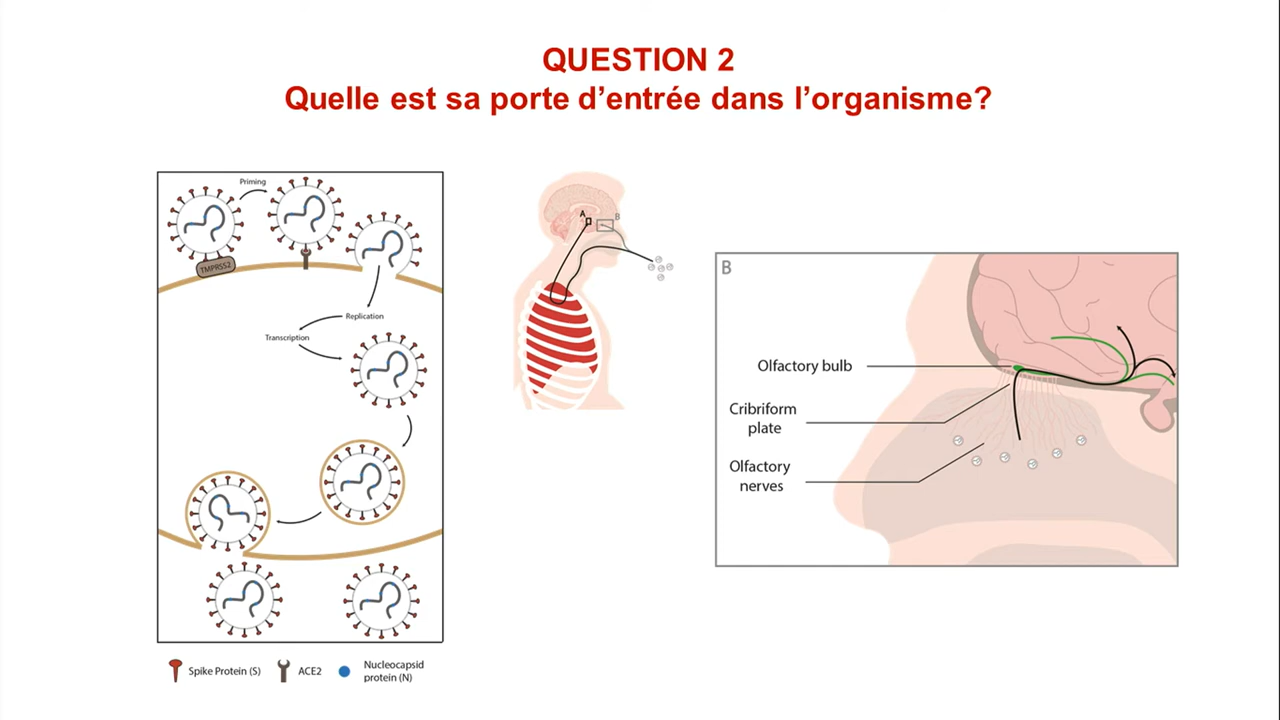 QUESTION 2
Quelle est sa porte d’entrée dans l’organisme?
Priming
TMPRSS2
Replication
Transcription
Spike Protein (S)
ACE2
Nucleocapsid
protein (N)
A
B
B
Olfactory bulb
Cribriform
plate
Olfactory
nerves